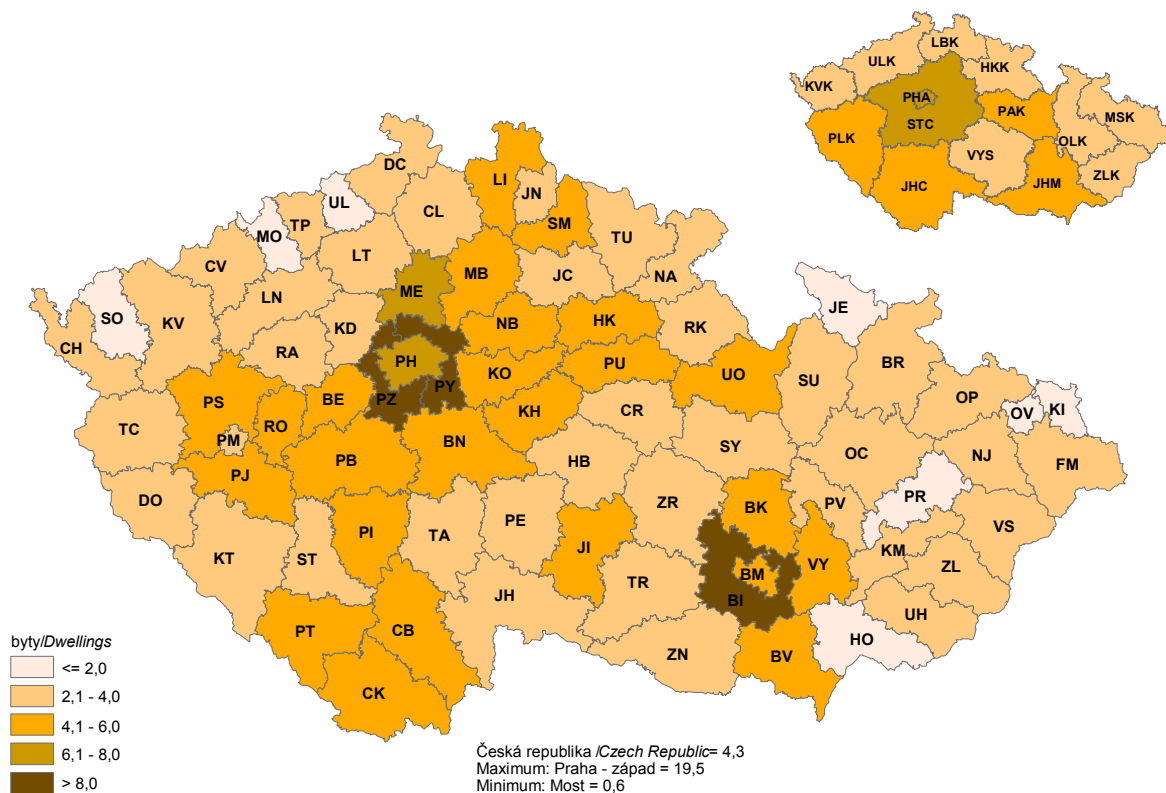 LBK
ULK
HKK
KVK
PHA
PAK
MSK
PLK
STC
OLK
VYS
ZLK
JHC
JHM
DC
LI
JN
UL
CL
SM
MO
TP
TU
CV
LT
MB
JC
NA
ME
SO
KV
LN
KD
NB
HK
RK
JE
CH
RA
PH
PU
UO
BR
KO
SU
PS
RO
BE
PZ
PY
KH
CR
OP
OV
KI
TC
PM
SY
OC
NJ
FM
PB
BN
HB
PJ
DO
ZR
PR
BK
PV
VS
KT
ST
PI
TA
PE
JI
KM
VY
ZL
BM
TR
BI
JH
UH
PT
CB
HO
ZN
BV
CK
byty/Dwellings
<= 2,0
2,1 - 4,0
4,1 - 6,0
6,1 - 8,0
> 8,0
Česká republika /Czech Republic= 4,3
Maximum: Praha - západ = 19,5
Minimum: Most = 0,6